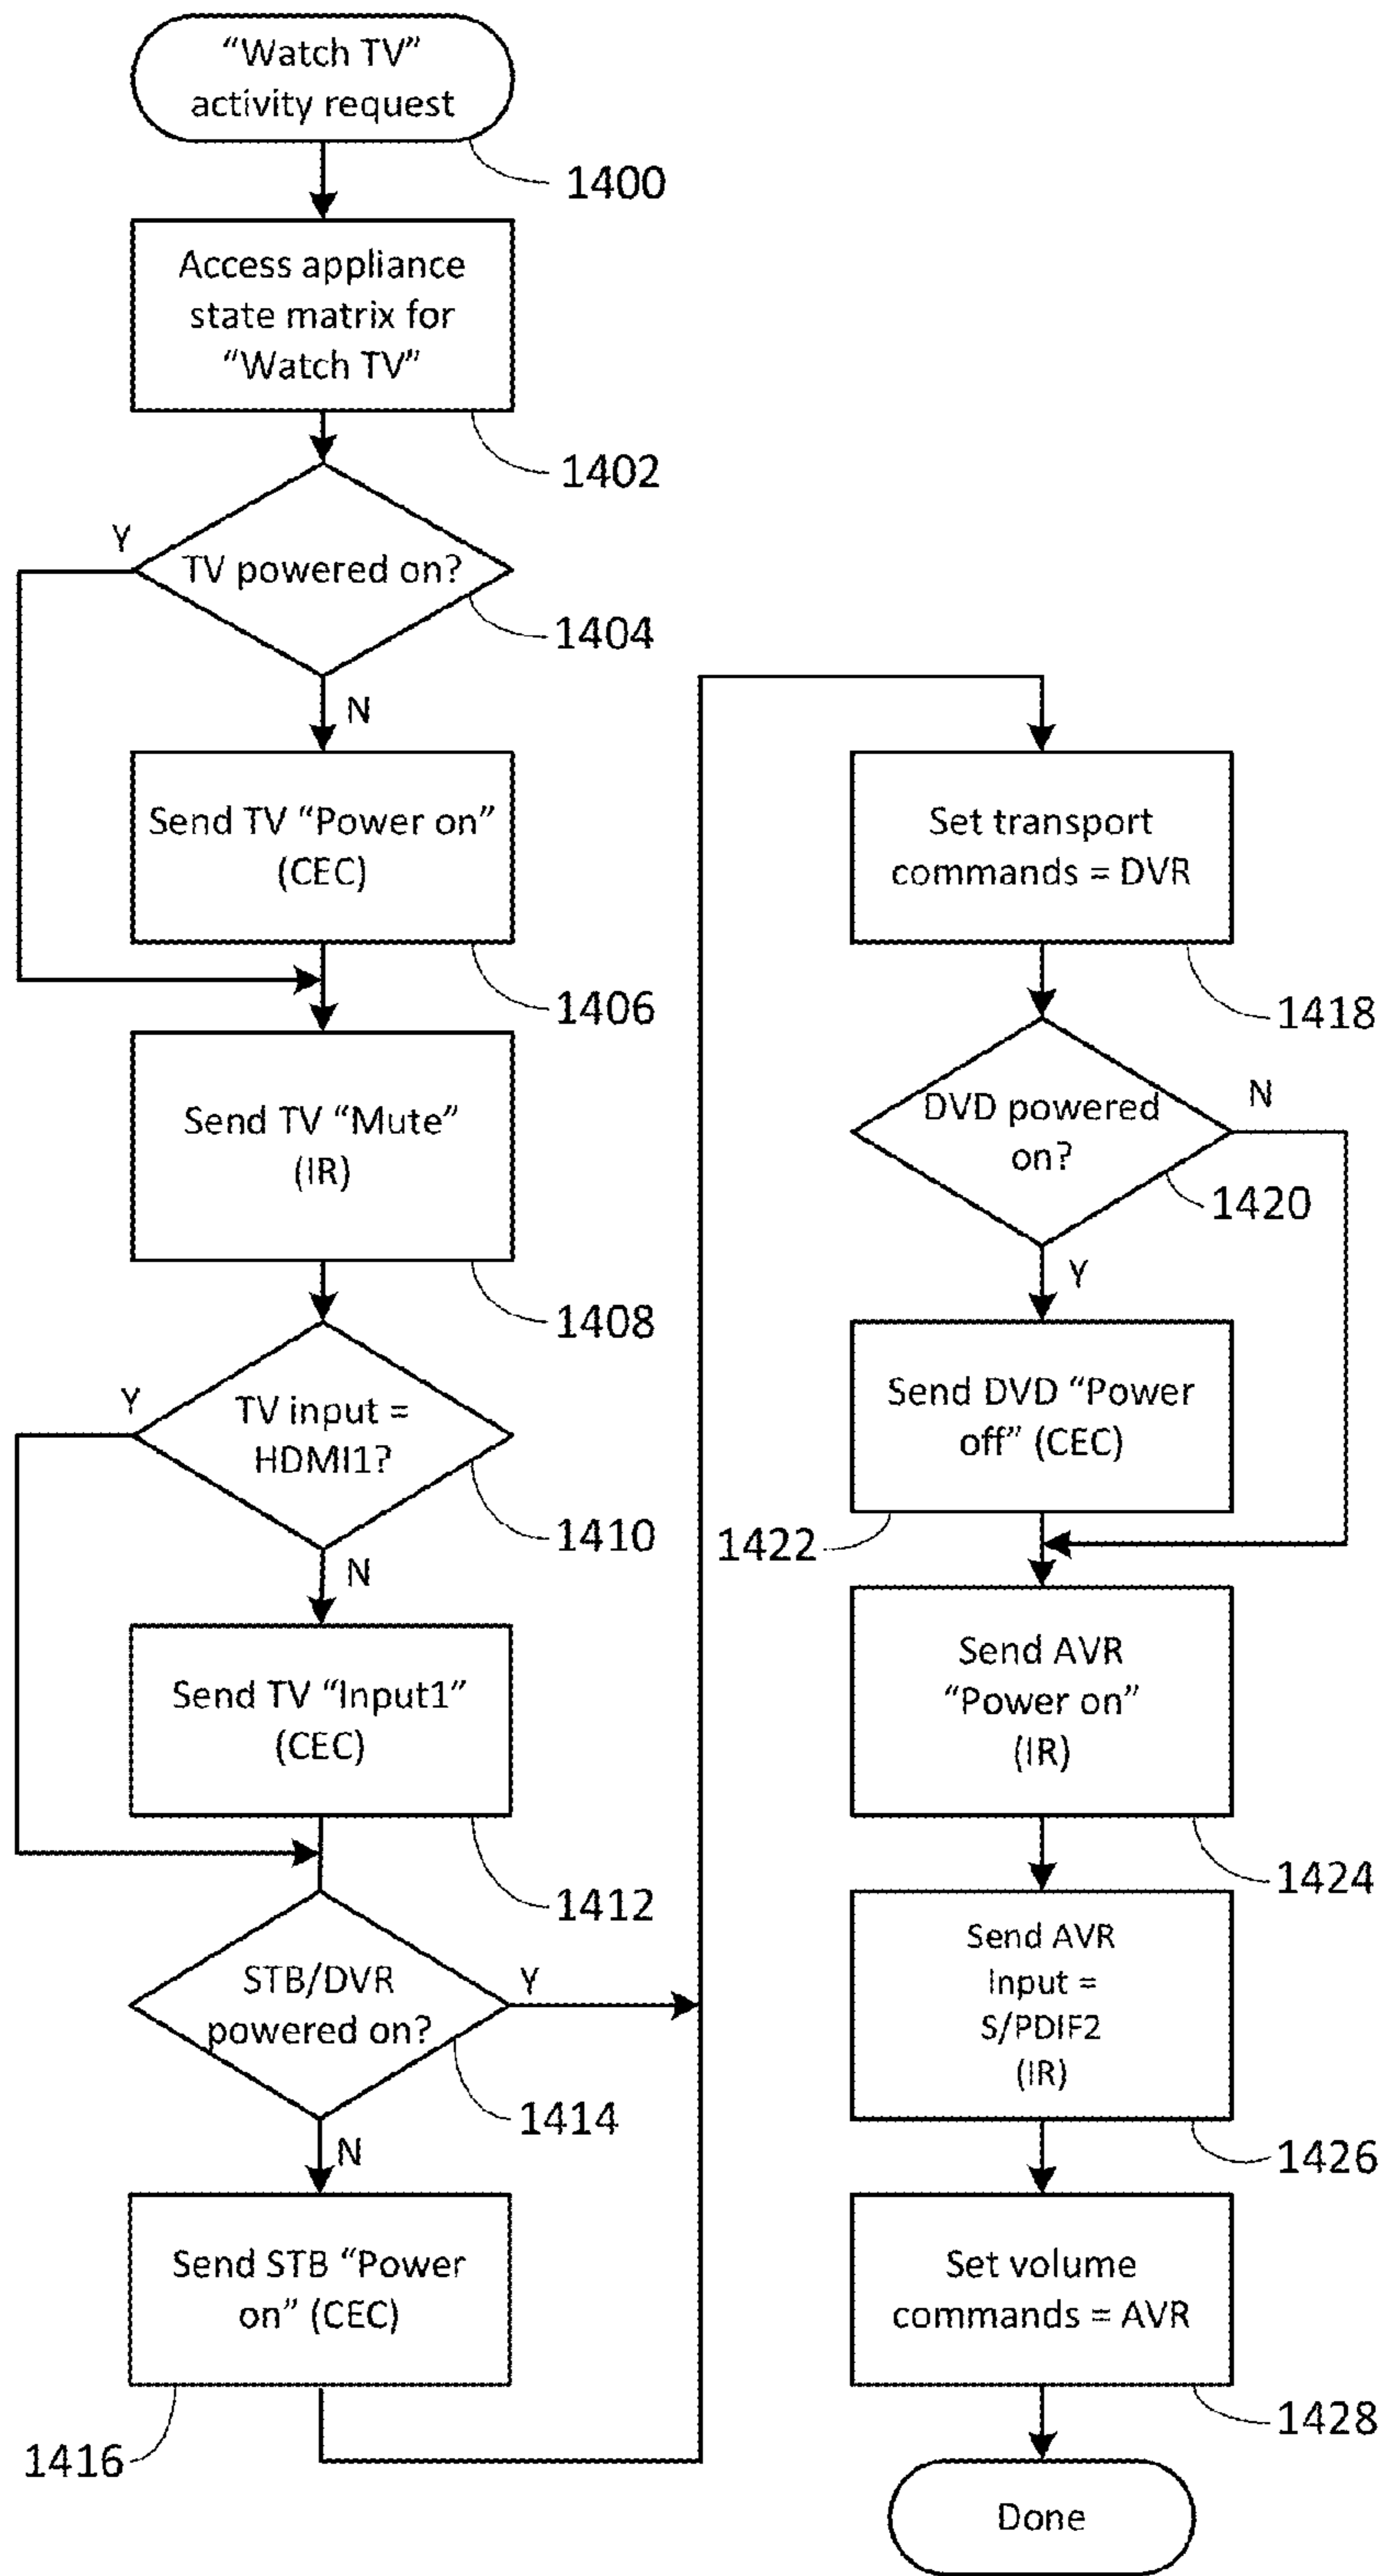 “Watch TV”
activity request
1400
Access appliance
state matrix for
“Watch TV”
1402
Y
TV powered on?
1404
N
Send TV “Power on”
(CEC)
1406
Send TV “Mute”
(IR)
1408
Y
TV input =
HDMI1?
1410
N
Send TV “Input1”
(CEC)
1412
STB/DVR
powered on?
Y
1414
N
Send STB “Power
on” (CEC)
1416
Set transport
commands = DVR
1418
DVD powered
on?
N
1420
Y
Send DVD “Power
off” (CEC)
1422
Send AVR
“Power on”
(IR)
1424
Send AVR
Input =
S/PDIF2
(IR)
1426
Set volume
commands = AVR
1428
Done